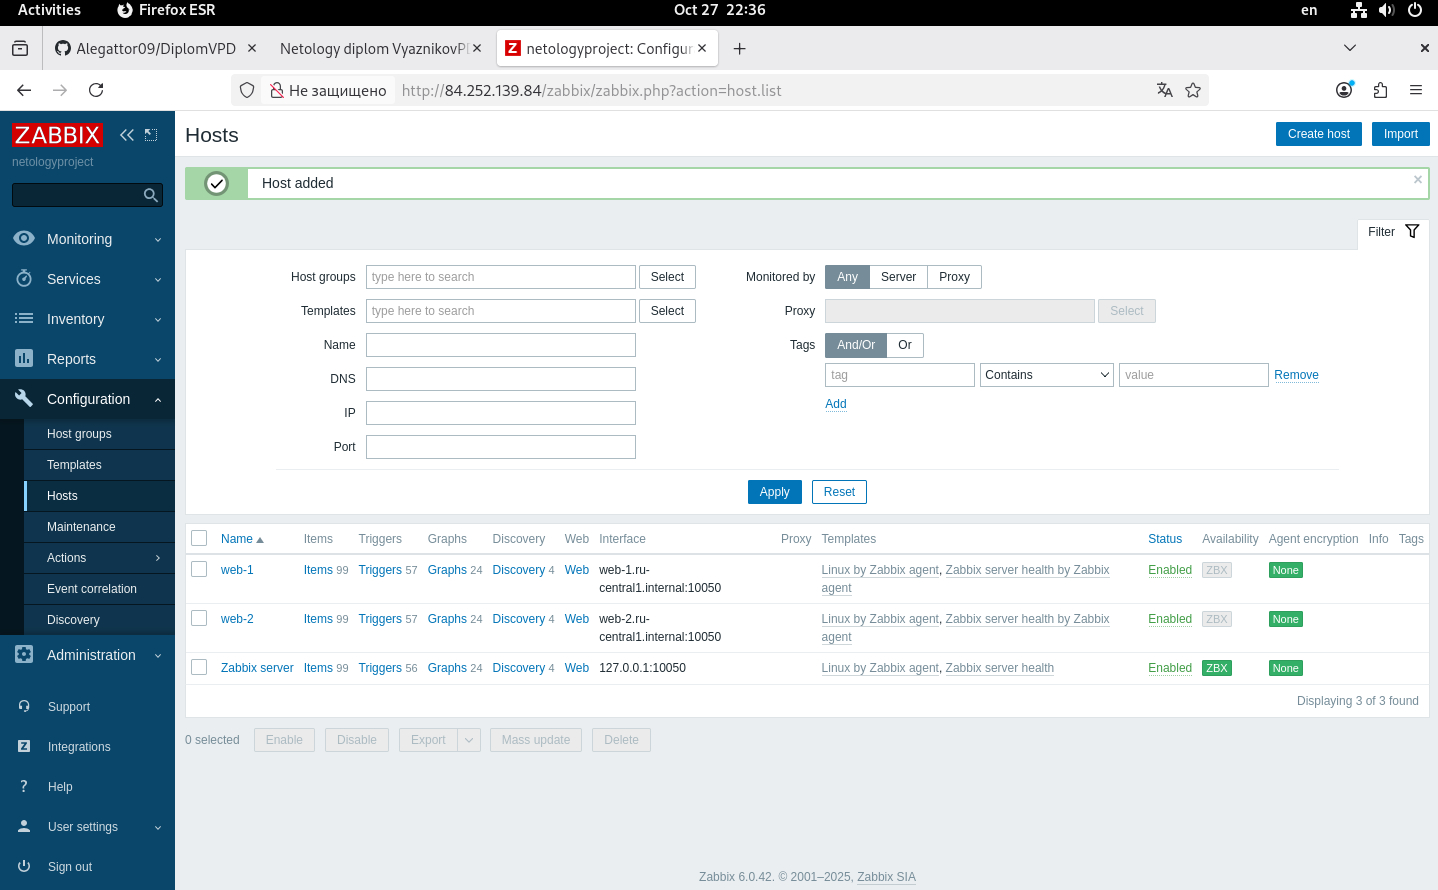 Activities
Firefox ESR
Oct 27 22:36
en
Alegattor09/DiplomVPD
Netology diplom VyaznikovP
netologyproject: Configur
Не защищено
http://84.252.139.84/zabbix/zabbix.php?action=host.list
ZABBIX
netologyproject
Monitoring
Services
Inventory
Reports
Configuration
Host groups
Templates
Hosts
Maintenance
Actions
Event correlation
Discovery
Administration
Support
Integrations
? Help
User settings
Sign out
Hosts
Create host
Import
Host added
Filter
Host groups type here to search Select
Templates type here to search Select
Name
DNS
IP
Port
Monitored by Any Server Proxy
Proxy Select
Tags And/Or Or
tag Contains value Remove
Add
Apply Reset
Name Items Triggers Graphs Discovery Web Interface Proxy Templates Status Availability Agent encryption Info Tags
web-1 Items 99 Triggers 57 Graphs 24 Discovery 4 Web web-1.ru- Linux by Zabbix agent, Zabbix server health by Zabbix Enabled ZBX None
central1.internal:10050 agent
web-2 Items 99 Triggers 57 Graphs 24 Discovery 4 Web web-2.ru- Linux by Zabbix agent, Zabbix server health by Zabbix Enabled ZBX None
central1.internal:10050 agent
Zabbix server Items 99 Triggers 56 Graphs 24 Discovery 4 Web 127.0.0.1:10050 Linux by Zabbix agent, Zabbix server health Enabled ZBX None
Displaying 3 of 3 found
0 selected Enable Disable Export Mass update Delete
Zabbix 6.0.42. © 2001–2025, Zabbix SIA